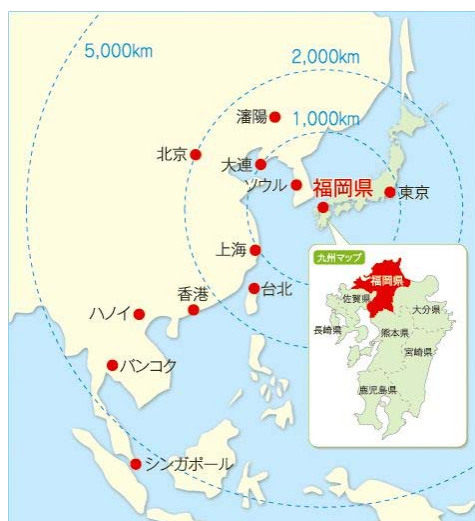 5,000km
2,000km
1,000km
瀋陽
北京
大連
ソウル
福岡県
東京
上海
台北
香港
ハノイ
バンコク
シンガポール
九州マップ
福岡県
佐賀県
大分県
長崎県
熊本県
宮崎県
鹿児島県